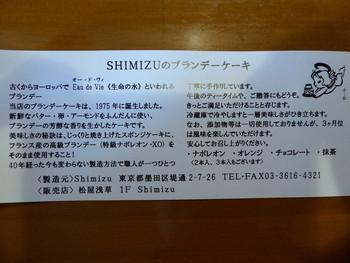 SHIMIZUのブランデーケーキ
オー・ド・ヴィ
古くからヨーロッパで Eau de Vie《生命の水》といわれる
ブランデー
当店のブランデーケーキは、1975 年に誕生しました。
新鮮なバター・卵・アーモンドをふんだんに使い、
ブランデーの芳醇な香りを生かしたケーキです。
美味しさの秘訣は、じっくりと焼き上げたスポンジケーキに、
フランス産の高級ブランデー(特級ナポレオン・XO)を
そのまま使用すること!
40年経った今も変わらない製造方法で職人が一つひとつ
丁寧に手作りしています。
午後のティータイムや、ご贈答にもどうぞ。
きっとご満足いただけることと存じます。
冷蔵庫で冷やしますと一層美味しさがひき立ちます。
なお、添加物等は一切使用しておりませんが、3ヶ月位
は風味を楽しんでいただけます。
安心してお召し上がりください。
・ナポレオン ・オレンジ ・チョコレート ・抹茶
(2本入、3本入もございます)
<製造元>Shimizu 東京都墨田区堤通2-7-26 TEL・FAX03-3616-4321
<販売店> 松屋浅草 1F Shimizu